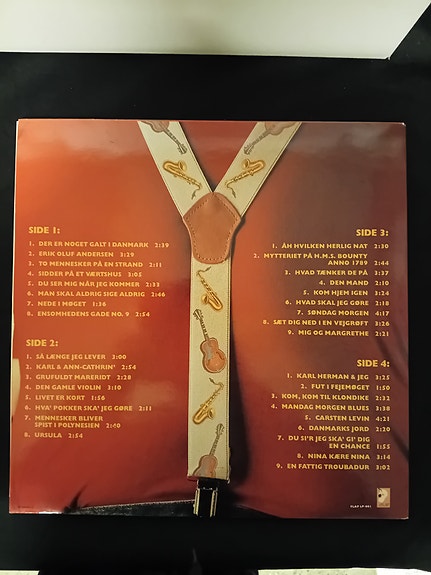 SIDE 1:
1. DER ER NOGET GALT I DANMARK 2:39
2. ERIK OLUF ANDERSEN 3:29
3. TO MENNESKER PÅ EN STRAND 2:11
4. SIDDER PÅ ET VÆRTSHUS 3:05
5. DU SER MIG NÅR JEG KOMMER 2:33
6. MAN SKAL ALDRIG SIGE ALDRIG 2:46
7. NEDE I MØGET 1:36
8. ENSOMHEDENS GADE NO. 9 2:54
SIDE 2:
1. SÅ LÆNGE JEG LEVER 3:00
2. KARL & ANN-CATHRIN' 2:54
3. GRUFULDT MARERIDT 2:28
4. DEN GAMLE VIOLIN 3:10
5. LIVET ER KORT 1:56
6. HVA' POKKER SKA' JEG GØRE 2:11
7. MENNESKER BLIVER
SPIST I POLYNESIEN 2:40
8. URSULA 2:54
SIDE 3:
1. ÅH HVILKEN HERLIG NAT 2:30
2. MYTTERIET PÅ H.M.S. BOUNTY
ANNO 1789 2:44
3. HVAD TÆNKER DE PÅ 3:37
4. DEN MAND 2:10
5. KOM HJEM IGEN 3:24
6. HVAD SKAL JEG GØRE 2:18
7. SØNDAG MORGEN 4:17
8. SÆT DIG NED I EN VEJGRØFT 3:26
9. MIG OG MARGRETHE 2:21
SIDE 4:
1. KARL HERMAN & JEG 3:25
2. FUT I FEJEMØGET 1:50
3. KOM, KOM TIL KLONDIKE 2:32
4. MANDAG MORGEN BLUES 3:38
5. CARSTEN LEVIN 4:21
6. DANMARKS JORD 2:20
7. DU SI'R JEG SKA' GI' DIG
EN CHANCE 1:55
8. NINA KÆRE NINA 3:14
9. EN FATTIG TROUBADUR 3:02
FLAP LP-001